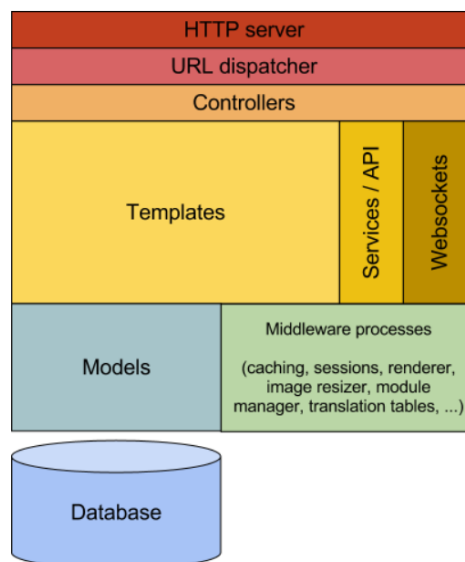 HTTP server
URL dispatcher
Controllers
Templates
Services / API
Websockets
Models
Middleware processes
(caching, sessions, renderer,
image resizer, module
manager, translation tables, ...)
Database